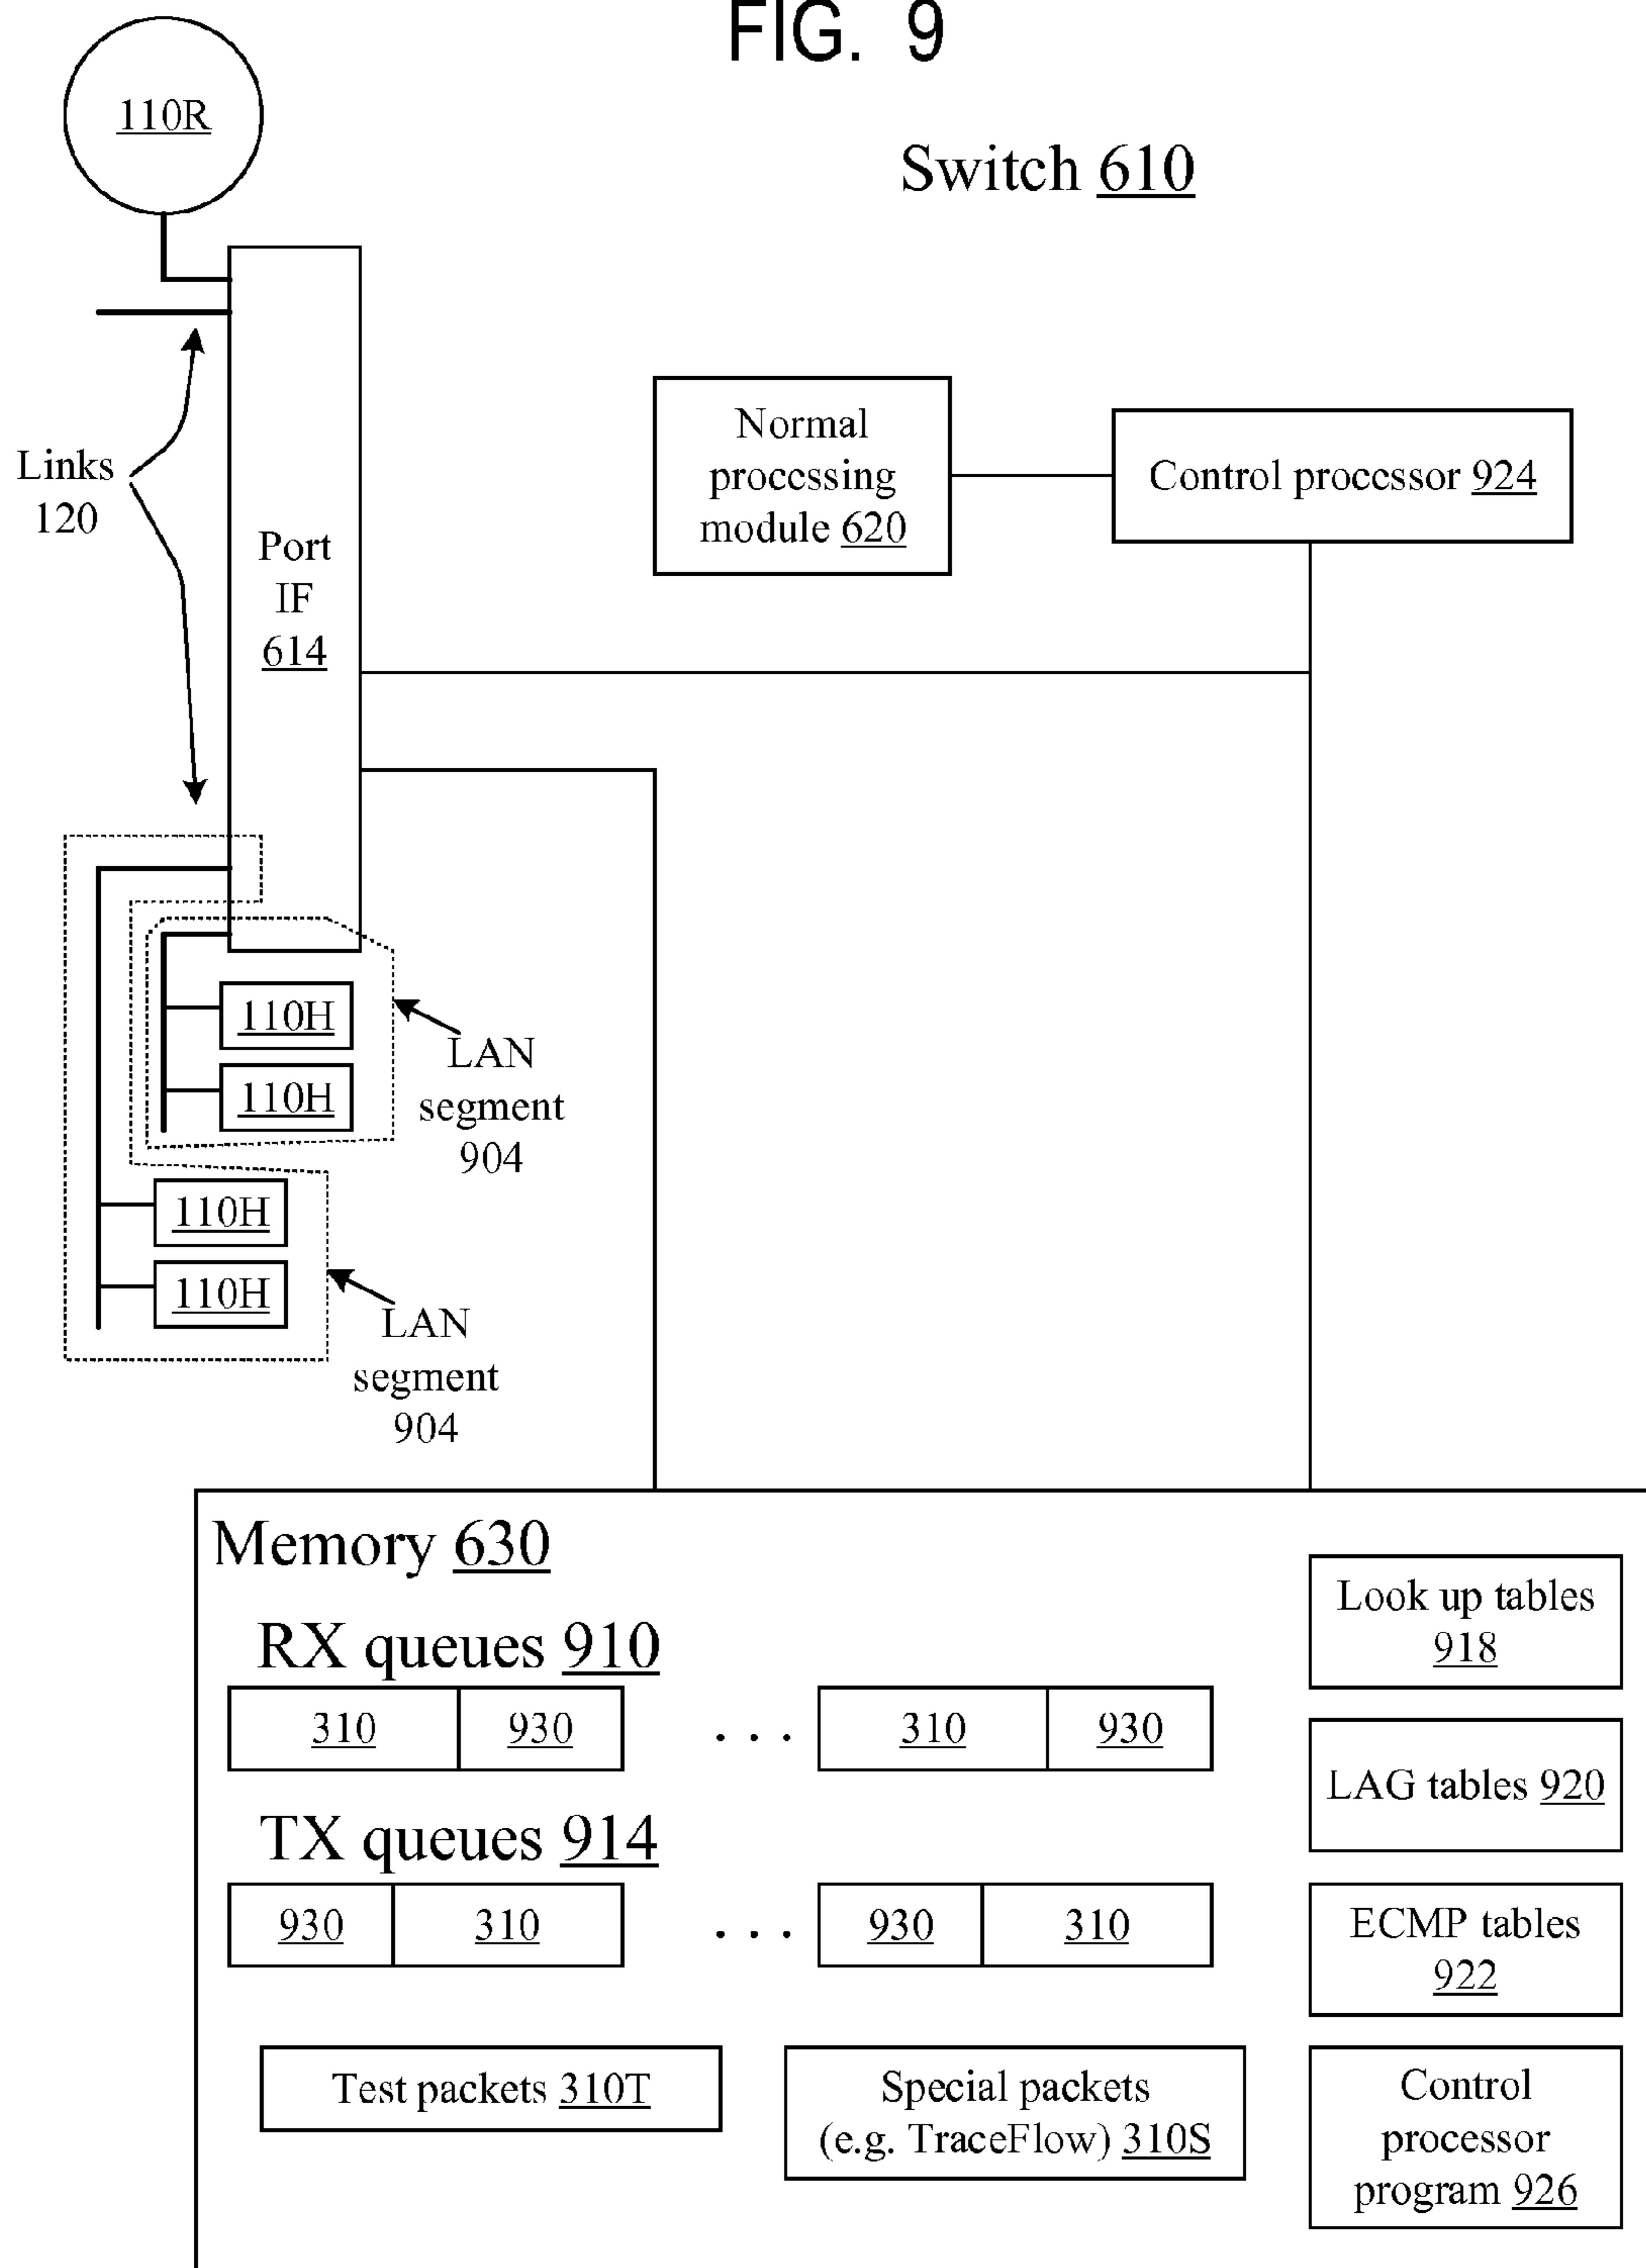 FIG. 9
110R
Switch 610
Links
120
Port
IF
614
Normal
processing
module 620
Control processor 924
110H
110H
LAN
segment
904
110H
110H
LAN
segment
904
Memory 630
RX queues 910
310 930 . . . 310 930
TX queues 914
930 310 . . . 930 310
Test packets 310T
Special packets
(e.g. TraceFlow) 310S
Look up tables
918
LAG tables 920
ECMP tables
922
Control
processor
program 926